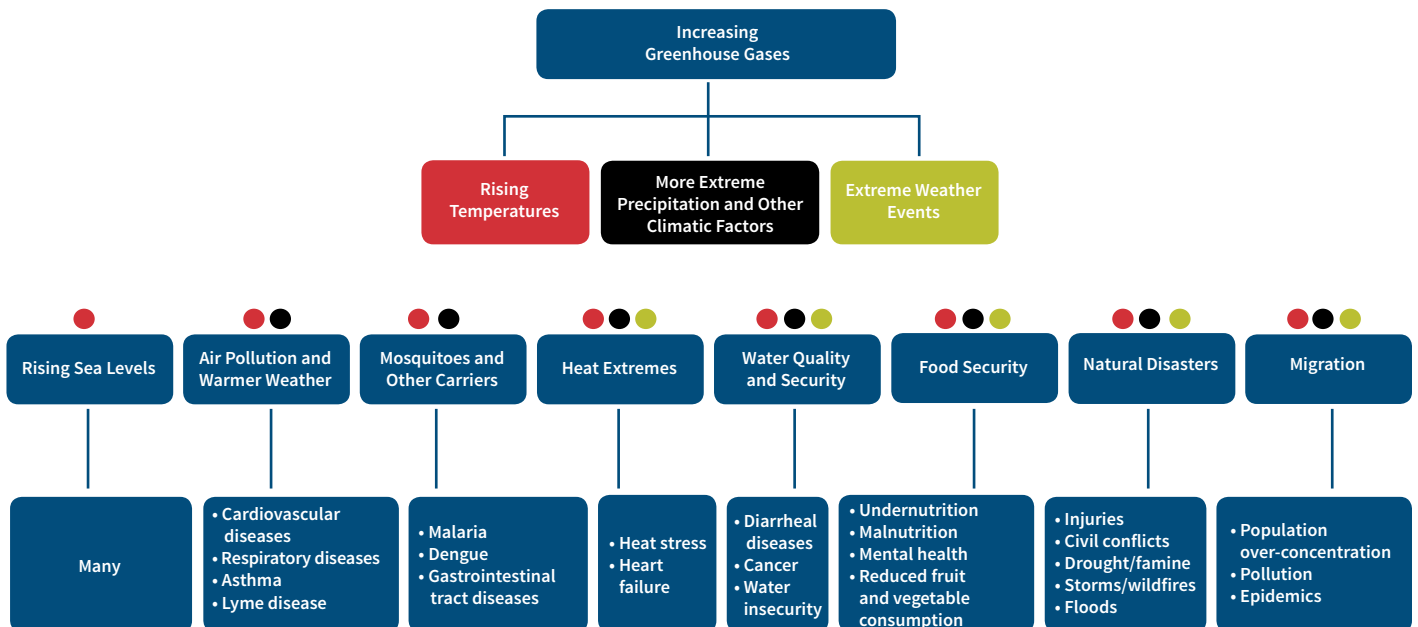 Increasing
Greenhouse Gases
Rising
Temperatures
More Extreme
Precipitation and Other
Climatic Factors
Extreme Weather
Events
Rising Sea Levels
Air Pollution and
Warmer Weather
Mosquitoes and
Other Carriers
Heat Extremes
Water Quality
and Security
Food Security
Natural Disasters
Migration
Many
• Cardiovascular
diseases
• Respiratory diseases
• Asthma
• Lyme disease
• Malaria
• Dengue
• Gastrointestinal
tract diseases
• Heat stress
• Heart
failure
• Diarrheal
diseases
• Cancer
• Water
insecurity
• Undernutrition
• Malnutrition
• Mental health
• Reduced fruit
and vegetable
consumption
• Injuries
• Civil conflicts
• Drought/famine
• Storms/wildfires
• Floods
• Population
over-concentration
• Pollution
• Epidemics